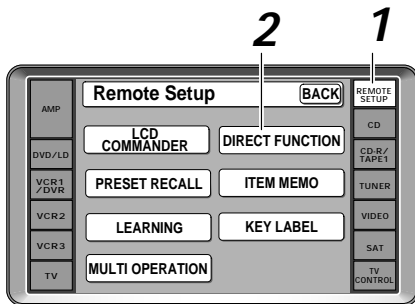 2 1
Remote Setup BACK
REMOTE
SETUP
AMP
CD
LCD
COMMANDER
DIRECT FUNCTION
DVD/LD
CD-R/
TAPE1
VCR1
/DVR
PRESET RECALL
ITEM MEMO
TUNER
VCR2
LEARNING
KEY LABEL
VIDEO
VCR3
SAT
TV
MULTI OPERATION
TV
CONTROL